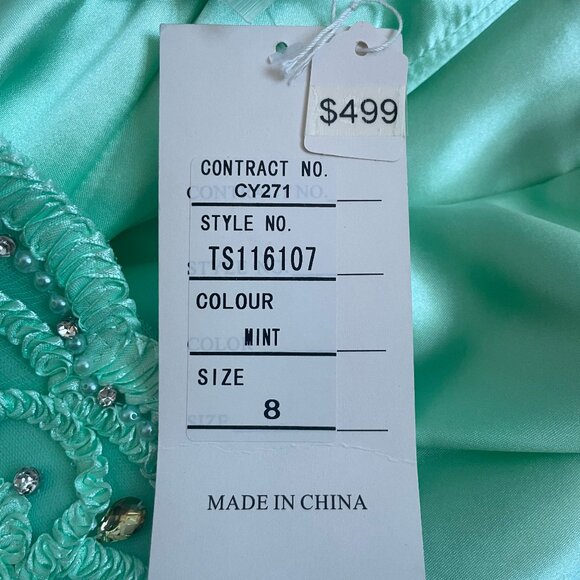 $499
CONTRACT NO.
CY271
STYLE NO.
TS116107
COLOUR
MINT
SIZE
8
MADE IN CHINA